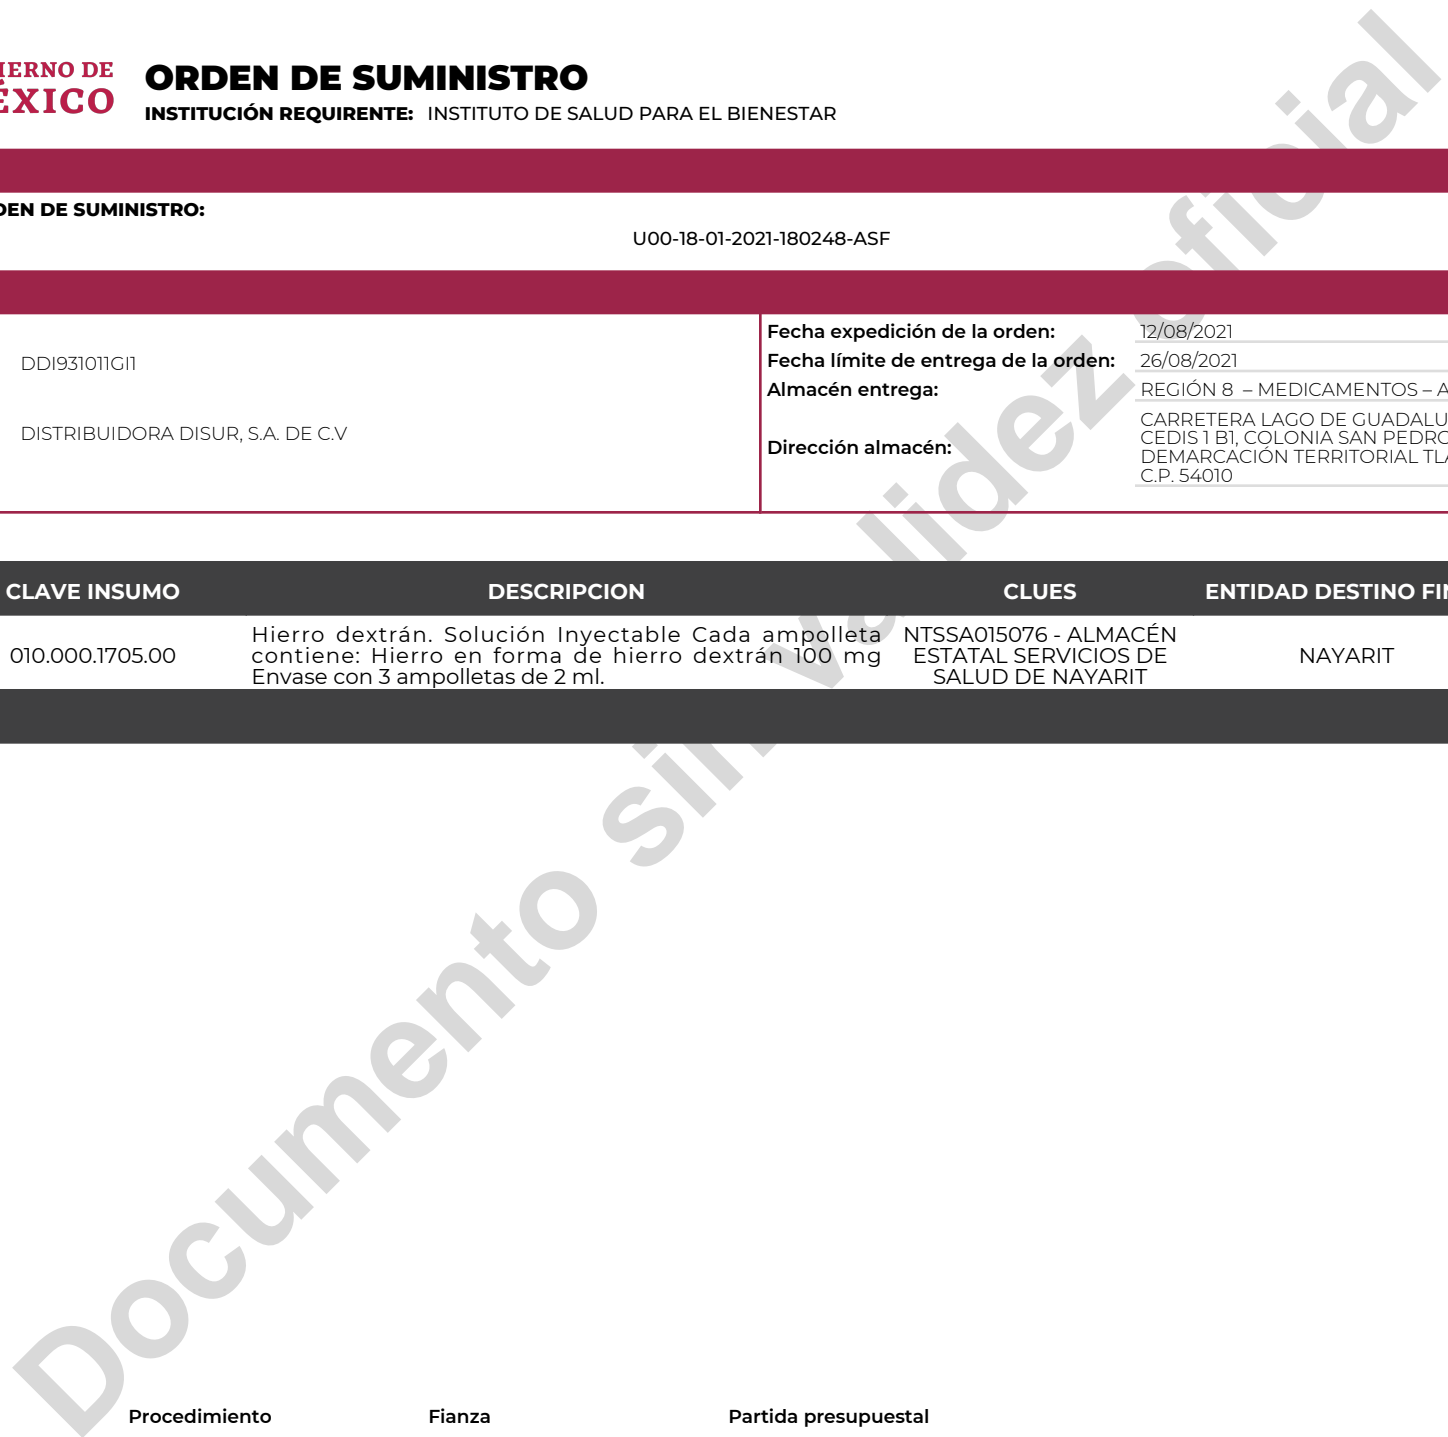 IERNO DE
ÉXICO
ORDEN DE SUMINISTRO
INSTITUCIÓN REQUIRENTE: INSTITUTO DE SALUD PARA EL BIENESTAR
DEN DE SUMINISTRO:
U00-18-01-2021-180248-ASF
DDI931011GI1
DISTRIBUIDORA DISUR, S.A. DE C.V
Fecha expedición de la orden: 12/08/2021
Fecha límite de entrega de la orden: 26/08/2021
Almacén entrega: REGIÓN 8 – MEDICAMENTOS – A
Dirección almacén:
CARRETERA LAGO DE GUADALU
CEDIS 1 B1, COLONIA SAN PEDRO
DEMARCACIÓN TERRITORIAL TLA
C.P. 54010
CLAVE INSUMO DESCRIPCION CLUES ENTIDAD DESTINO FIN
010.000.1705.00
Hierro dextrán. Solución Inyectable Cada ampolleta
contiene: Hierro en forma de hierro dextrán 100 mg
Envase con 3 ampolletas de 2 ml.
NTSSA015076 - ALMACÉN
ESTATAL SERVICIOS DE
SALUD DE NAYARIT
NAYARIT
Documento sin validez oficial
Procedimiento Fianza Partida presupuestal